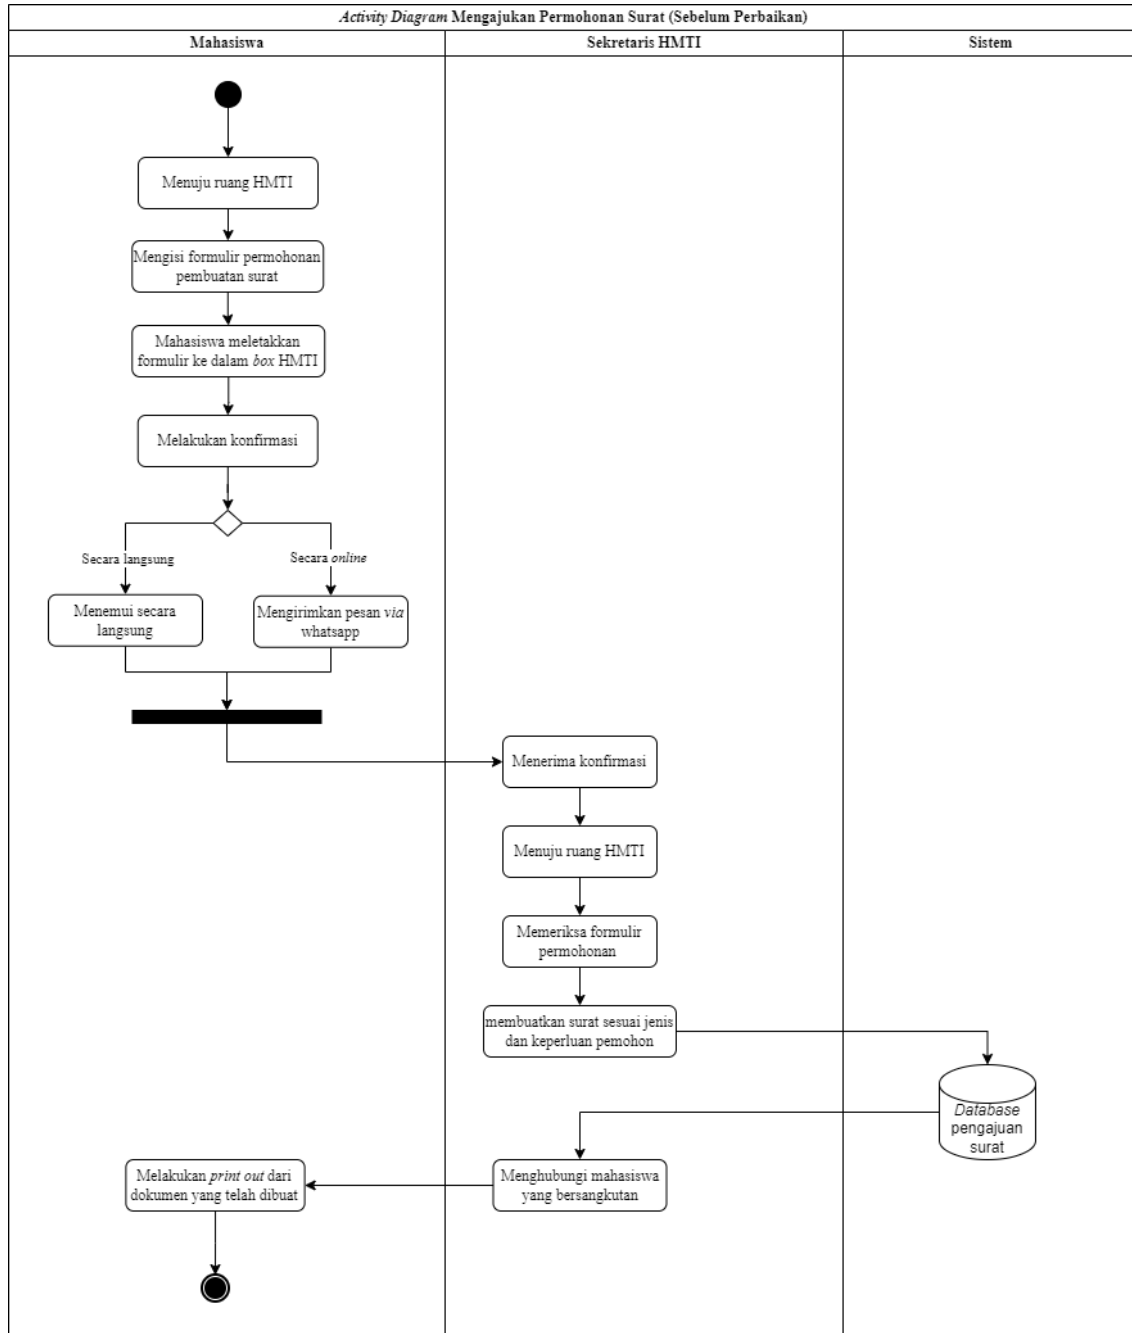 Activity Diagram Mengajukan Permohonan Surat (Sebelum Perbaikan)
Mahasiswa
Sekretaris HMTI
Sistem
Menuju ruang HMTI
Mengisi formulir permohonan
pembuatan surat
Mahasiswa meletakkan
formulir ke dalam box HMTI
Melakukan konfirmasi
Secara langsung
Secara online
Menemui secara
langsung
Mengirimkan pesan via
whatsapp
Menerima konfirmasi
Menuju ruang HMTI
Memeriksa formulir
permohonan
membuatkan surat sesuai jenis
dan keperluan pemohon
Database
pengajuan
surat
Menghubungi mahasiswa
yang bersangkutan
Melakukan print out dari
dokumen yang telah dibuat